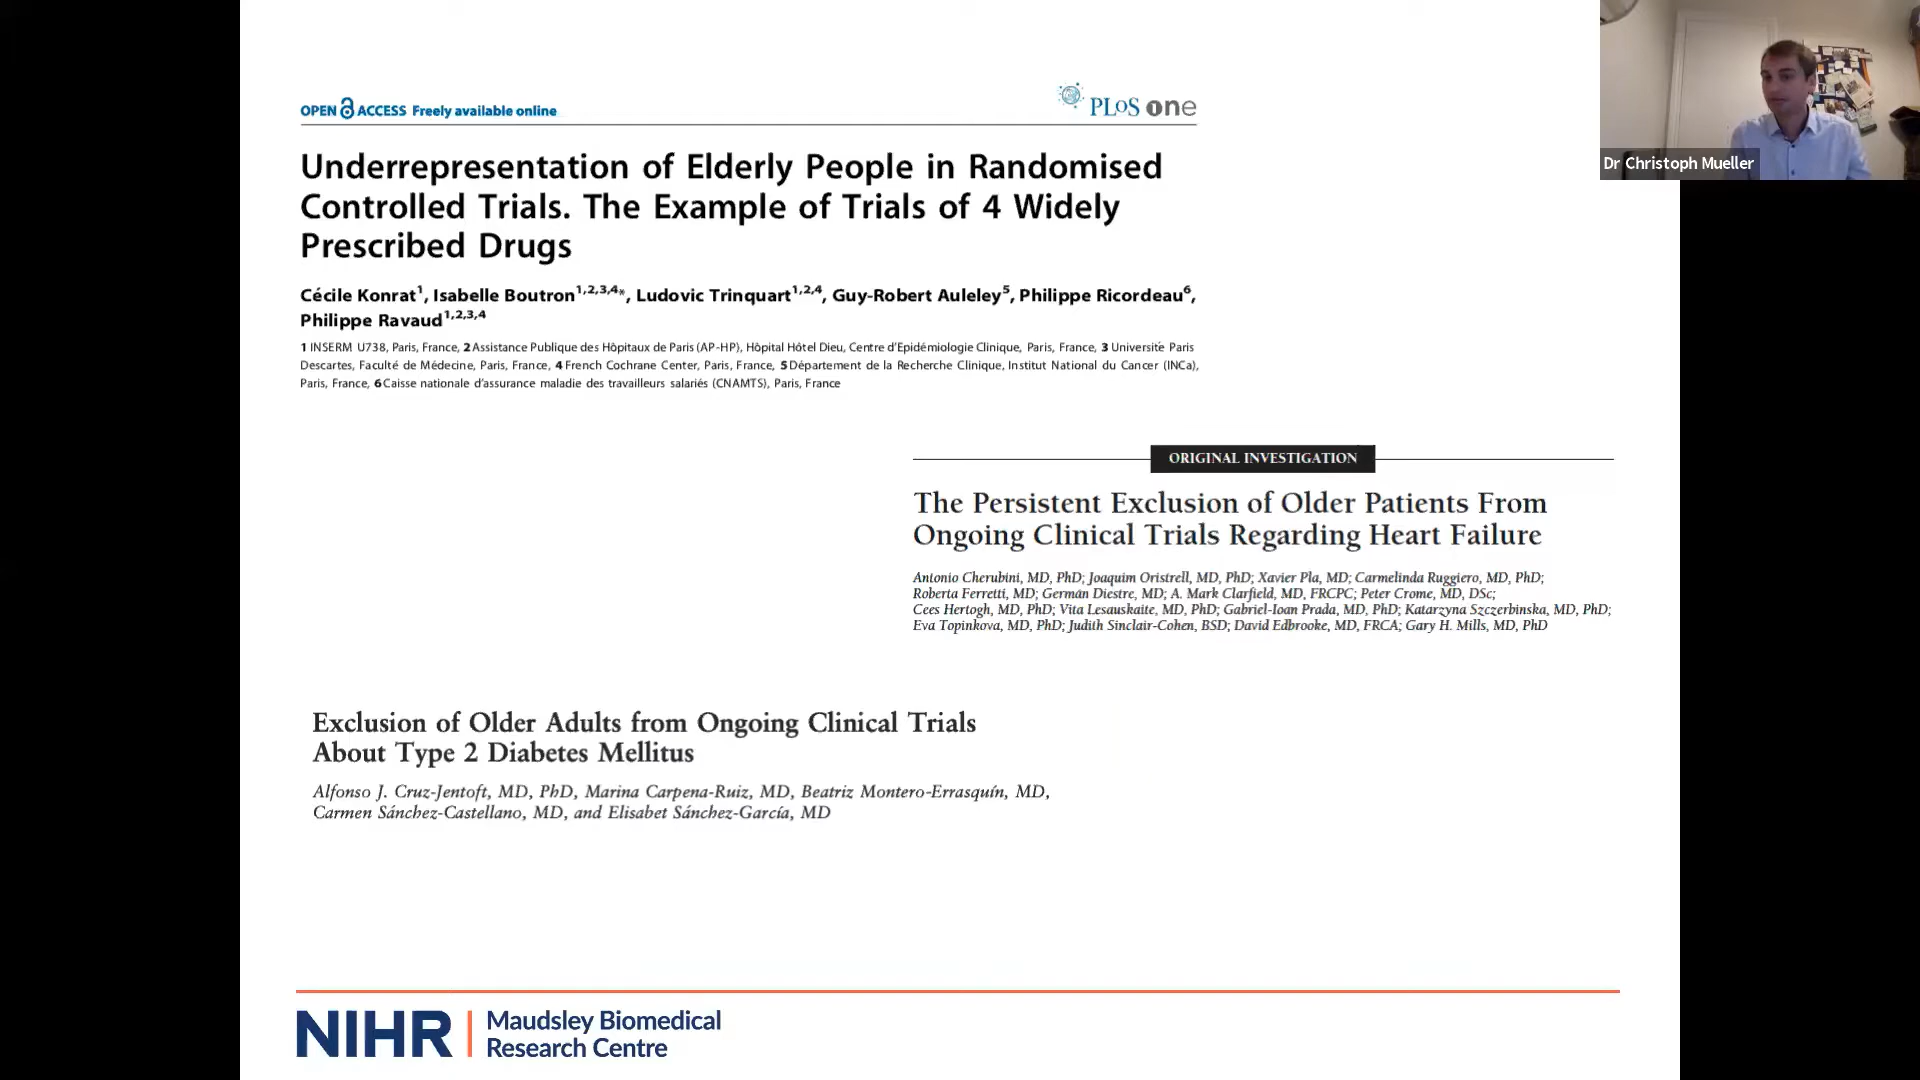 OPEN ACCESS Freely available online
PLoS one
Underrepresentation of Elderly People in Randomised
Controlled Trials. The Example of Trials of 4 Widely
Prescribed Drugs
Cécile Konrat1, Isabelle Boutron1,2,3,4*, Ludovic Trinquart1,2,4, Guy-Robert Auleley5, Philippe Ricordeau6,
Philippe Ravaud1,2,3,4
1 INSERM U738, Paris, France, 2 Assistance Publique des Hôpitaux de Paris (AP-HP), Hôpital Hôtel Dieu, Centre d'Epidémiologie Clinique, Paris, France, 3 Université Paris
Descartes, Faculté de Médecine, Paris, France, 4 French Cochrane Center, Paris, France, 5 Département de la Recherche Clinique, Institut National du Cancer (INCa),
Paris, France, 6 Caisse nationale d'assurance maladie des travailleurs salariés (CNAMTS), Paris, France
Dr Christoph Mueller
ORIGINAL INVESTIGATION
The Persistent Exclusion of Older Patients From
Ongoing Clinical Trials Regarding Heart Failure
Antonio Cherubini, MD, PhD; Joaquim Oristrell, MD, PhD; Xavier Pla, MD; Carmelinda Ruggiero, MD, PhD;
Roberta Ferretti, MD; Germán Diestre, MD; A. Mark Clarfield, MD, FRCPC; Peter Crome, MD, DSc;
Cees Hertogh, MD, PhD; Vita Lesauskaite, MD, PhD; Gabriel-Ioan Prada, MD, PhD; Katarzyna Szczerbinska, MD, PhD;
Eva Topinkova, MD, PhD; Judith Sinclair-Cohen, BSD; David Edbrooke, MD, FRCA; Gary H. Mills, MD, PhD
Exclusion of Older Adults from Ongoing Clinical Trials
About Type 2 Diabetes Mellitus
Alfonso J. Cruz-Jentoft, MD, PhD, Marina Carpena-Ruiz, MD, Beatriz Montero-Errasquín, MD,
Carmen Sánchez-Castellano, MD, and Elisabet Sánchez-García, MD
NIHR | Maudsley Biomedical
Research Centre